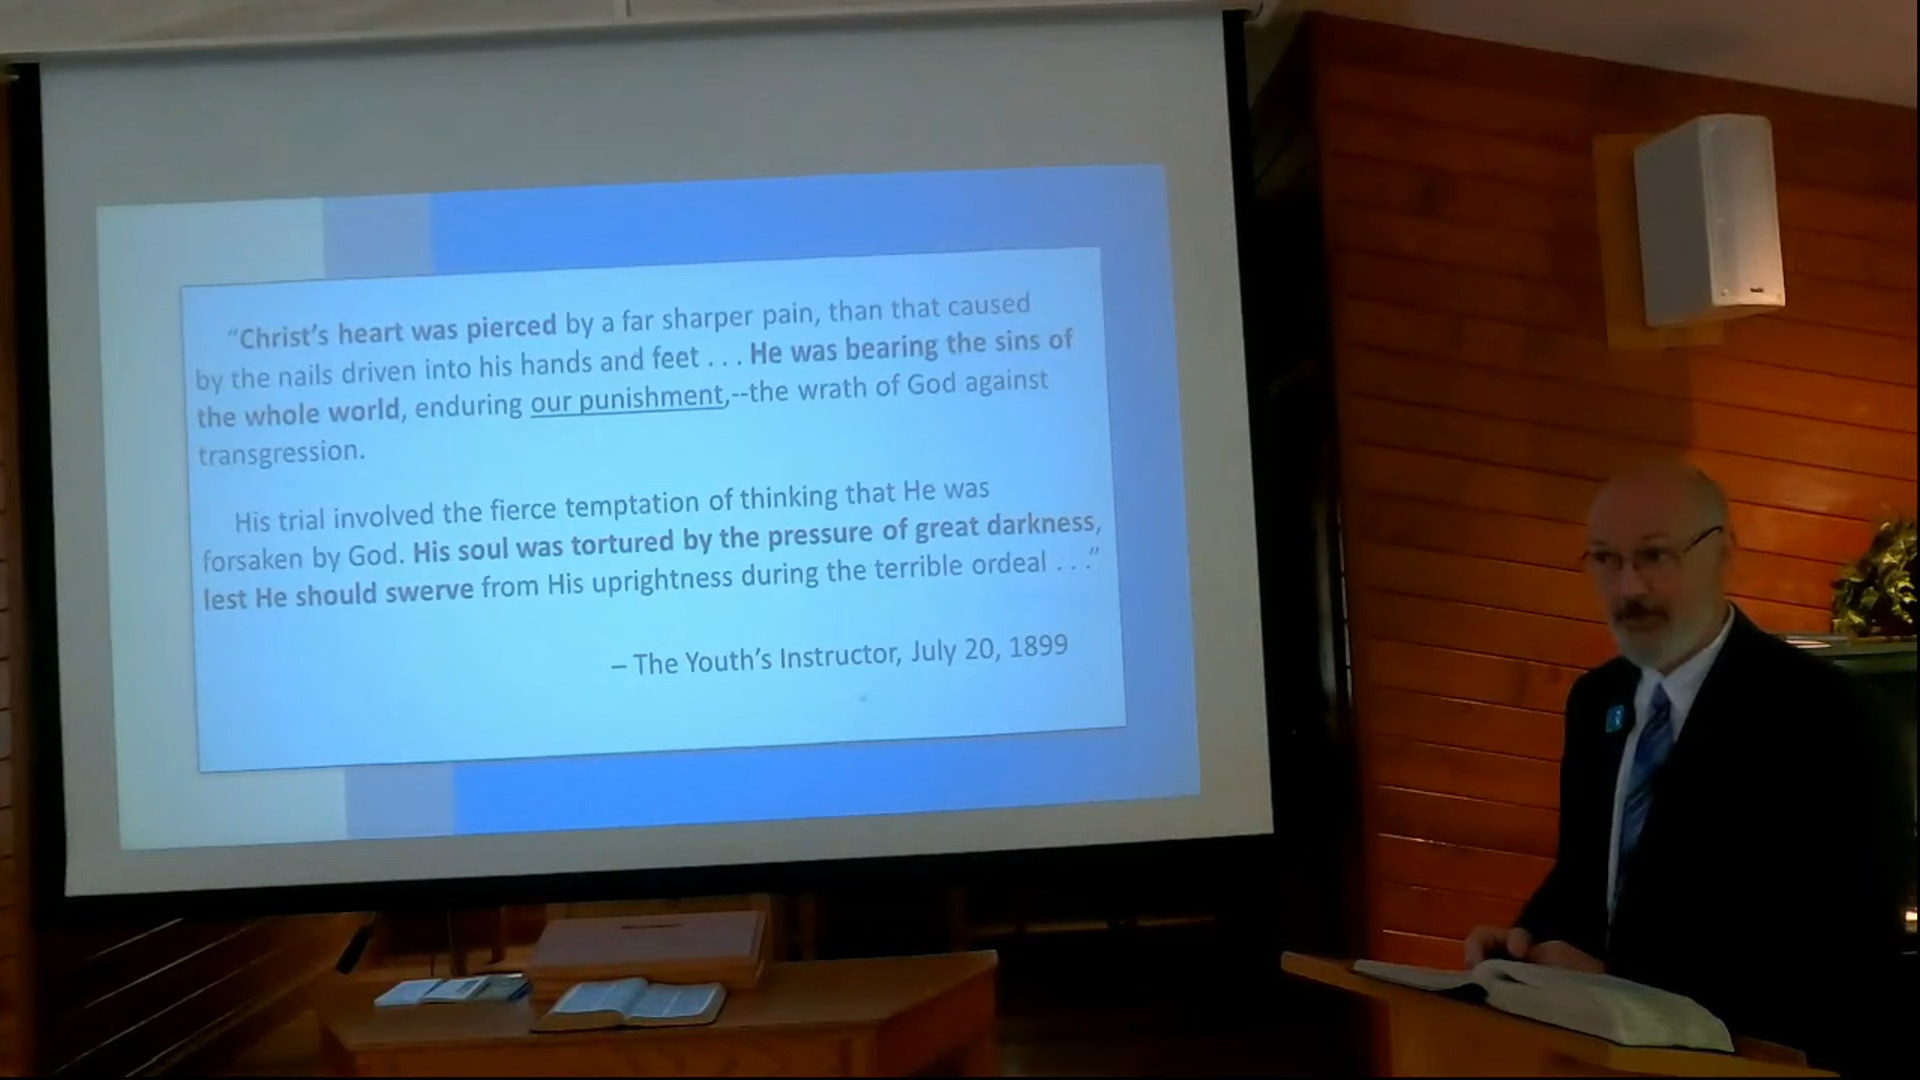 “Christ’s heart was pierced by a far sharper pain, than that caused
by the nails driven into his hands and feet . . . He was bearing the sins of
the whole world, enduring our punishment,--the wrath of God against
transgression.
His trial involved the fierce temptation of thinking that He was
forsaken by God. His soul was tortured by the pressure of great darkness,
lest He should swerve from His uprightness during the terrible ordeal . . .”
– The Youth’s Instructor, July 20, 1899